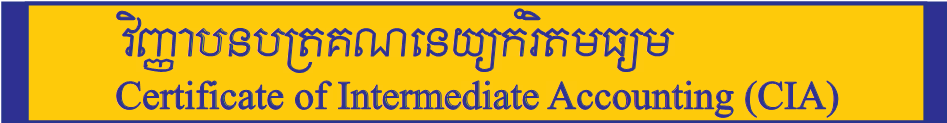 វិញ្ញាបនបត្រគណនេយ្យកំរិតមធ្យម
Certificate of Intermediate Accounting (CIA)